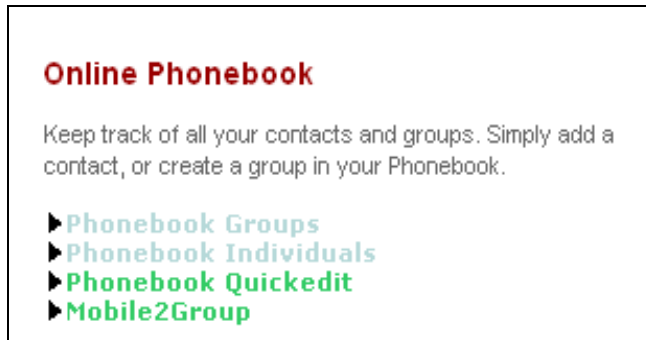 Online Phonebook
Keep track of all your contacts and groups. Simply add a
contact, or create a group in your Phonebook.
Phonebook Groups
Phonebook Individuals
Phonebook Quickedit
Mobile2Group